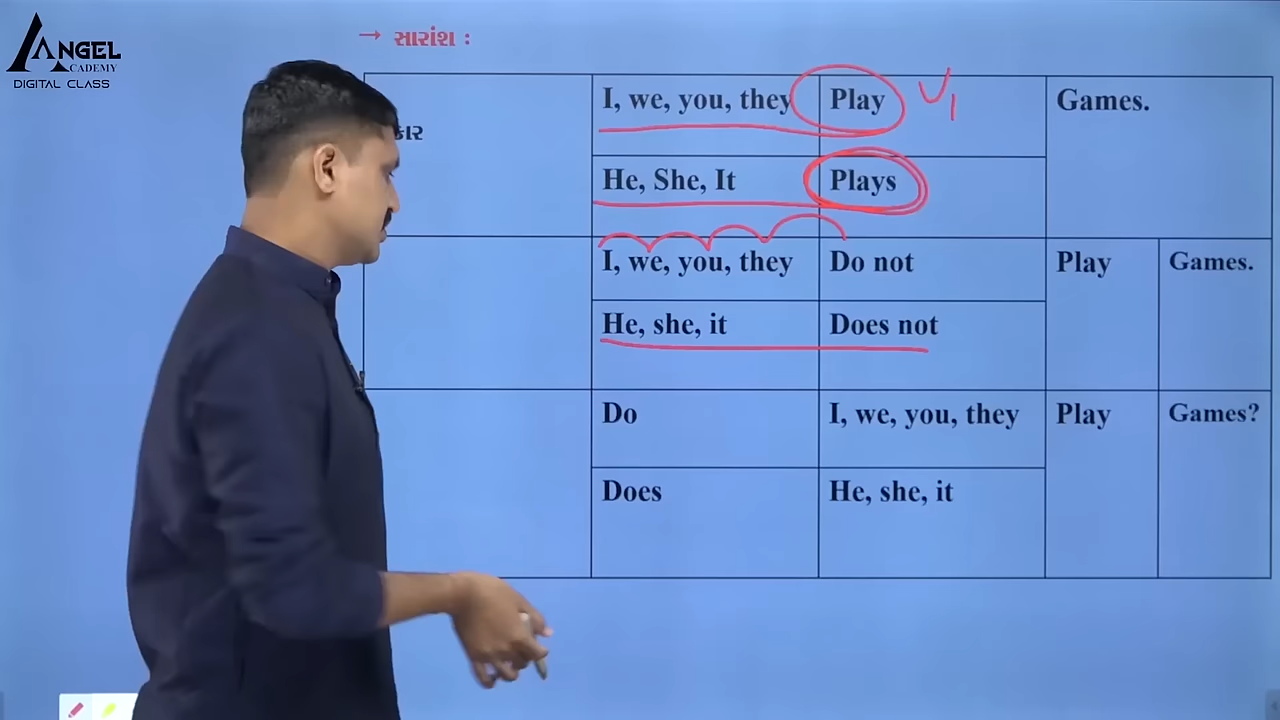 ANGEL
ACADEMY
DIGITAL CLASS
→ સારાંશ :
I, we, you, they Play V1 Games.
He, She, It Plays
I, we, you, they Do not Play Games.
He, she, it Does not
Do I, we, you, they Play Games?
Does He, she, it